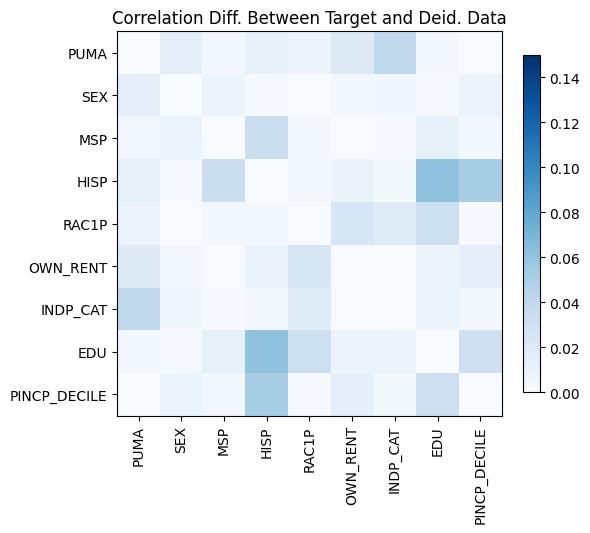 Correlation Diff. Between Target and Deid. Data
PUMA
SEX
MSP
HISP
RAC1P
OWN_RENT
INDP_CAT
EDU
PINCP_DECILE
PUMA
SEX
MSP
HISP
RAC1P
OWN_RENT
INDP_CAT
EDU
PINCP_DECILE
0.14
0.12
0.10
0.08
0.06
0.04
0.02
0.00